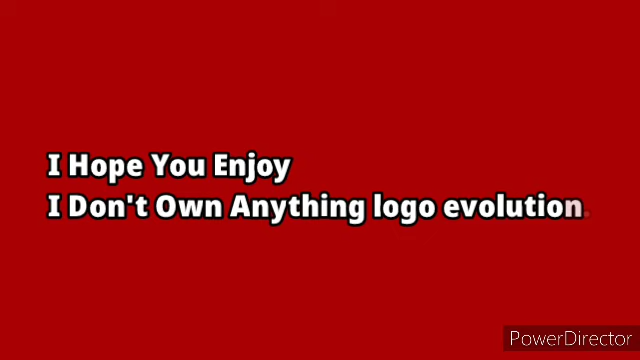 I Hope You Enjoy
I Don't Own Anything logo evolution.
PowerDirector